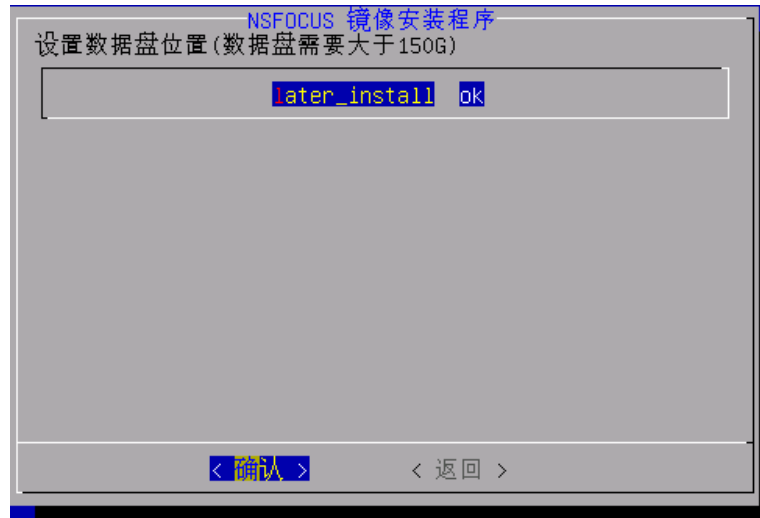 NSFOCUS 镜像安装程序
设置数据盘位置(数据盘需要大于150G)
later_install ok
< 确认 > < 返回 >